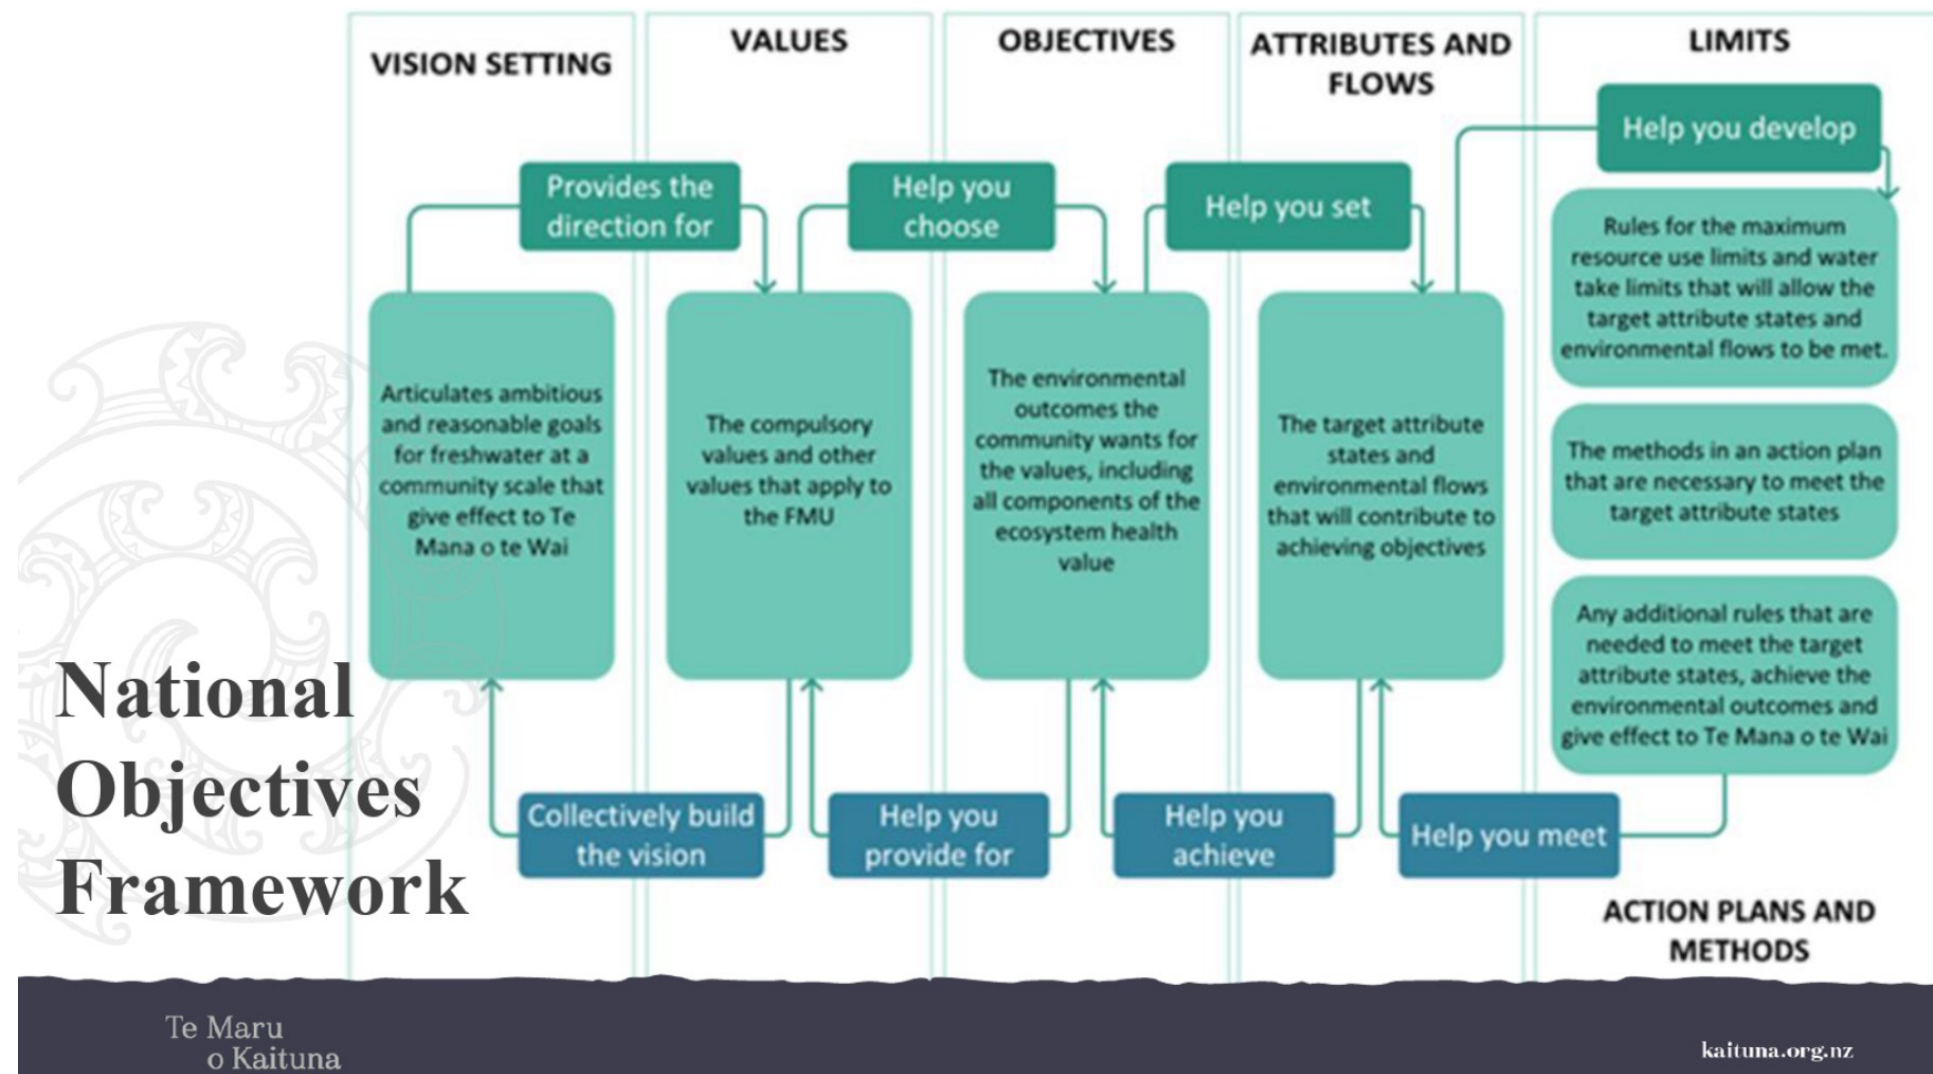 VISION SETTING
VALUES
OBJECTIVES
ATTRIBUTES AND
FLOWS
LIMITS
Provides the
direction for
Help you
choose
Help you set
Help you develop
Articulates ambitious
and reasonable goals
for freshwater at a
community scale that
give effect to Te
Mana o te Wai
The compulsory
values and other
values that apply to
the FMU
The environmental
outcomes the
community wants for
the values, including
all components of the
ecosystem health
value
The target attribute
states and
environmental flows
that will contribute to
achieving objectives
Rules for the maximum
resource use limits and water
take limits that will allow the
target attribute states and
environmental flows to be met.
The methods in an action plan
that are necessary to meet the
target attribute states
Any additional rules that are
needed to meet the target
attribute states, achieve the
environmental outcomes and
give effect to Te Mana o te Wai
Collectively build
the vision
Help you
provide for
Help you
achieve
Help you meet
ACTION PLANS AND
METHODS
National
Objectives
Framework
Te Maru
o Kaituna
kaituna.org.nz